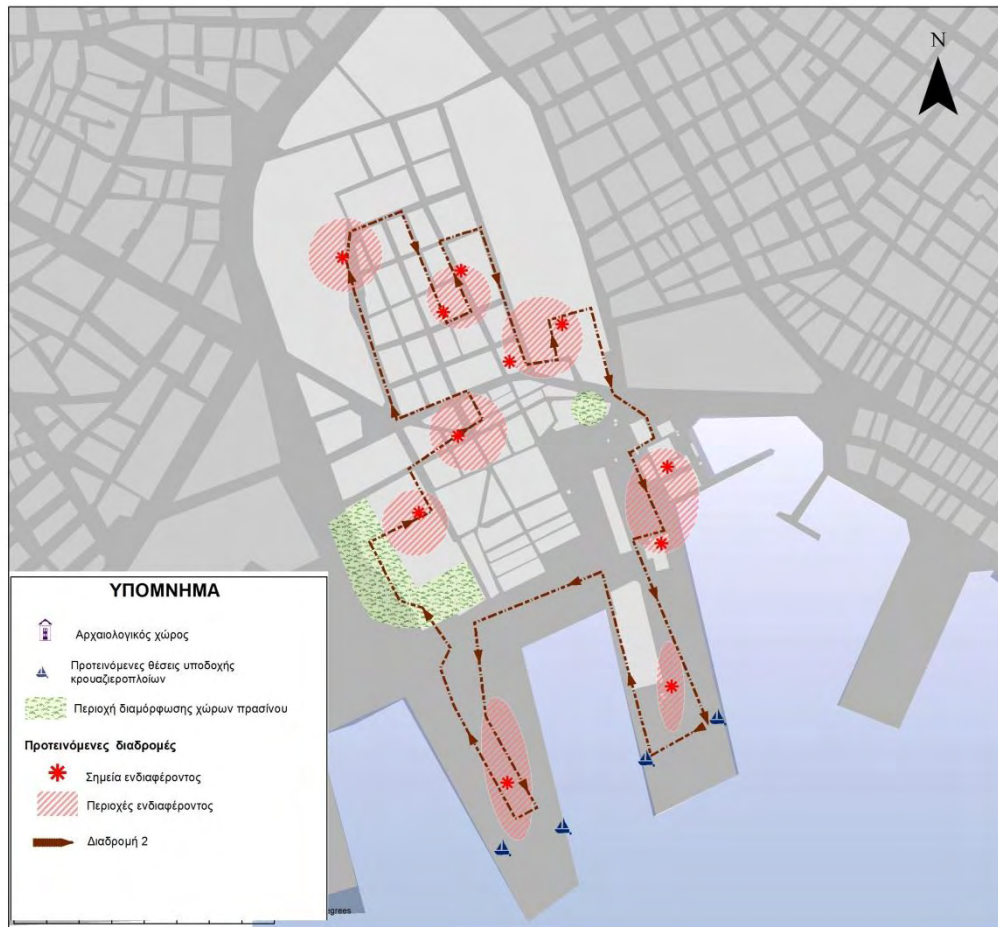 N
ΥΠΟΜΝΗΜΑ
Αρχαιολογικός χώρος
Προτεινόμενες θέσεις υποδοχής
κρουαζιεροπλοίων
Περιοχή διαμόρφωσης χώρων πρασίνου
Προτεινόμενες διαδρομές
Σημεία ενδιαφέροντος
Περιοχές ενδιαφέροντος
Διαδρομή 2
egrees